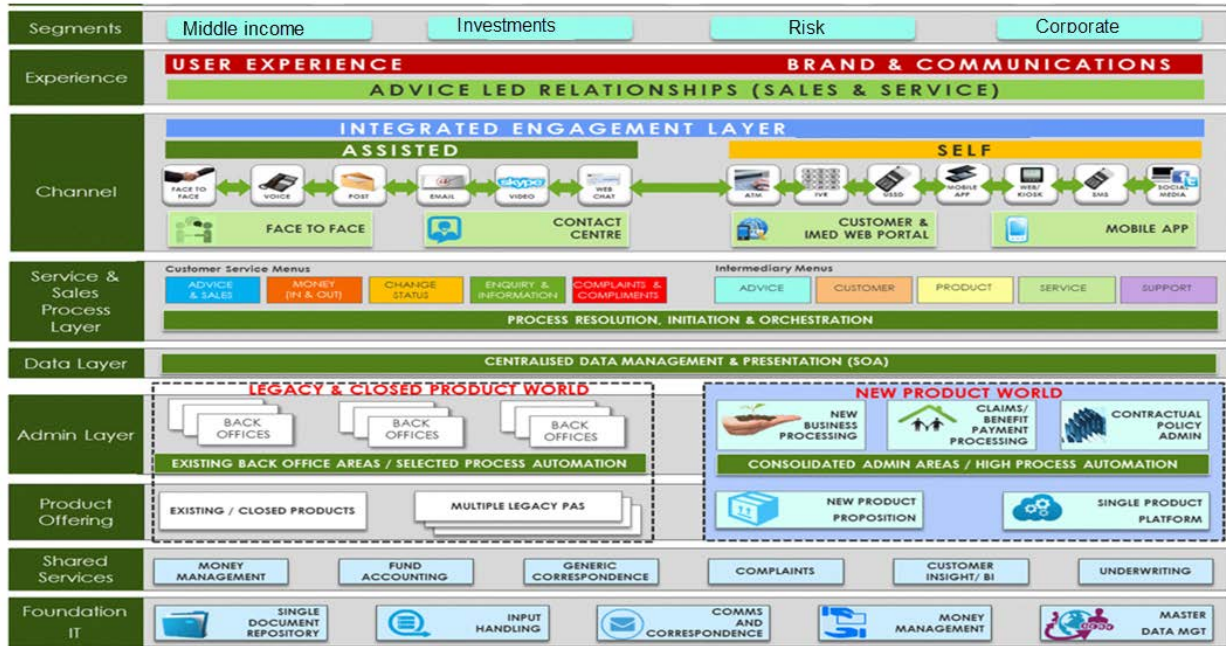 Segments
Middle income
Investments
Risk
Corporate
Experience
USER EXPERIENCE
BRAND & COMMUNICATIONS
ADVICE LED RELATIONSHIPS (SALES & SERVICE)
Channel
INTEGRATED ENGAGEMENT LAYER
ASSISTED
SELF
FACE TO
FACE
VOICE
POST
EMAIL
skype
VIDEO
WEB
CHAT
ATM
IVR
USSD
MOBILE
APP
WEB/
KIOSK
SMS
SOCIAL
MEDIA
FACE TO FACE
CONTACT
CENTRE
CUSTOMER &
IMED WEB PORTAL
MOBILE APP
Service &
Sales
Process
Layer
Customer Service Menus
ADVICE
& SALES
MONEY
(IN & OUT)
CHANGE
STATUS
ENQUIRY &
INFORMATION
COMPLAINTS &
COMPLIMENTS
Intermediary Menus
ADVICE
CUSTOMER
PRODUCT
SERVICE
SUPPORT
PROCESS RESOLUTION, INITIATION & ORCHESTRATION
Data Layer
CENTRALISED DATA MANAGEMENT & PRESENTATION (SOA)
Admin Layer
LEGACY & CLOSED PRODUCT WORLD
BACK
OFFICES
BACK
OFFICES
BACK
OFFICES
EXISTING BACK OFFICE AREAS / SELECTED PROCESS AUTOMATION
NEW PRODUCT WORLD
NEW
BUSINESS
PROCESSING
CLAIMS/
BENEFIT
PAYMENT
PROCESSING
CONTRACTUAL
POLICY
ADMIN
CONSOLIDATED ADMIN AREAS / HIGH PROCESS AUTOMATION
Product
Offering
EXISTING / CLOSED PRODUCTS
MULTIPLE LEGACY PAS
NEW PRODUCT
PROPOSITION
SINGLE PRODUCT
PLATFORM
Shared
Services
MONEY
MANAGEMENT
FUND
ACCOUNTING
GENERIC
CORRESPONDENCE
COMPLAINTS
CUSTOMER
INSIGHT/ BI
UNDERWRITING
Foundation
IT
SINGLE
DOCUMENT
REPOSITORY
INPUT
HANDLING
COMMS
AND
CORRESPONDENCE
MONEY
MANAGEMENT
MASTER
DATA MGT